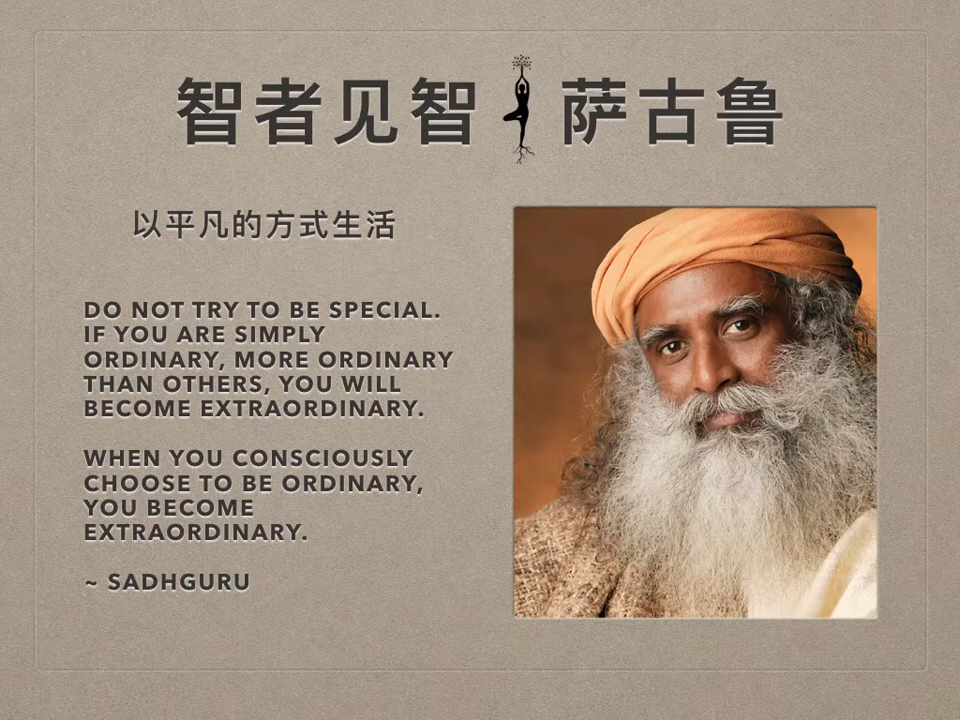 智者见智 萨古鲁
以平凡的方式生活
DO NOT TRY TO BE SPECIAL.
IF YOU ARE SIMPLY
ORDINARY, MORE ORDINARY
THAN OTHERS, YOU WILL
BECOME EXTRAORDINARY.
WHEN YOU CONSCIOUSLY
CHOOSE TO BE ORDINARY,
YOU BECOME
EXTRAORDINARY.
~ SADHGURU